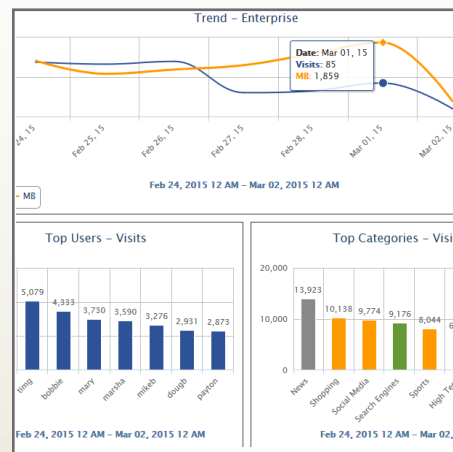 Trend – Enterprise
Date: Mar 01, 15
Visits: 85
MB: 1,859
24, 15
Feb 25, 15
Feb 26, 15
Feb 27, 15
Feb 28, 15
Mar 01, 15
Mar 02, 15
Feb 24, 2015 12 AM – Mar 02, 2015 12 AM
MB
Top Users – Visits
5,079
4,333
3,730
3,590
3,276
2,931
2,873
timg
bobbie
mary
marsha
mikeb
dougb
payton
Feb 24, 2015 12 AM – Mar 02, 2015 12 AM
Top Categories – Visi
20,000
10,000
0
13,923
10,138
9,774
9,176
8,044
6
News
Shopping
Social Media
Search Engines
Sports
High Te
Feb 24, 2015 12 AM – Mar 02,